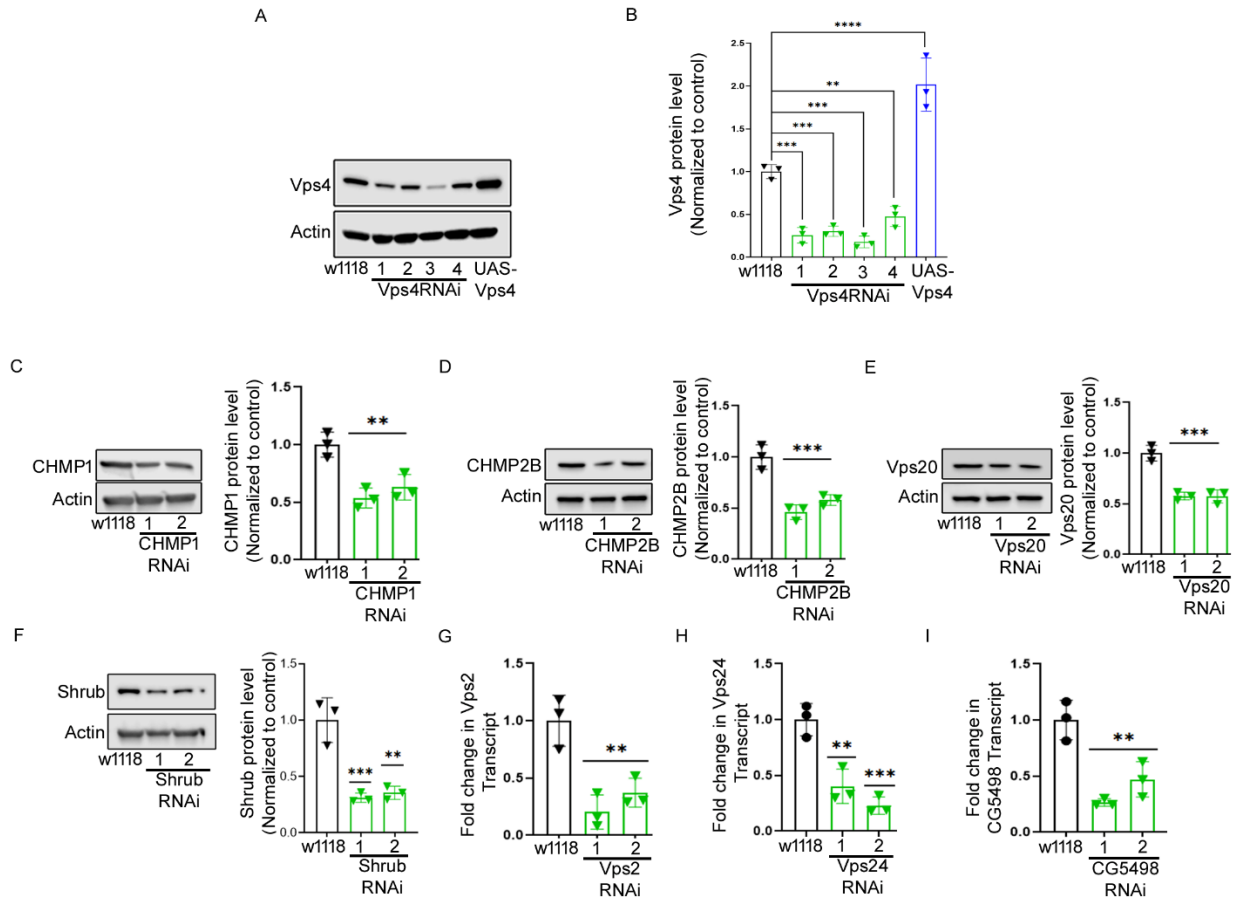 A
Vps4
Actin
w1118 1 2 3 4 UAS-
Vps4RNAi Vps4
B
Vps4 protein level
(Normalized to control)
2.5
2.0
1.5
1.0
0.5
0.0
****
**
***
***
***
w1118 1 2 3 4 UAS-
Vps4RNAi Vps4
C
CHMP1
Actin
w1118 1 2
CHMP1
RNAi
CHMP1 protein level
(Normalized to control)
1.5
1.0
0.5
0.0
**
w1118 1 2
CHMP1
RNAi
D
CHMP2B
Actin
w1118 1 2
CHMP2B
RNAi
CHMP2B protein level
(Normalized to control)
1.5
1.0
0.5
0.0
***
w1118 1 2
CHMP2B
RNAi
E
Vps20
Actin
w1118 1 2
Vps20
RNAi
Vps20 protein level
(Normalized to control)
1.5
1.0
0.5
0.0
***
w1118 1 2
Vps20
RNAi
F
Shrub
Actin
w1118 1 2
Shrub
RNAi
Shrub protein level
(Normalized to control)
1.5
1.0
0.5
0.0
***
**
w1118 1 2
Shrub
RNAi
G
Fold change in Vps2
Transcript
1.5
1.0
0.5
0.0
**
w1118 1 2
Vps2
RNAi
H
Fold change in Vps24
Transcript
1.5
1.0
0.5
0.0
**
***
w1118 1 2
Vps24
RNAi
I
Fold change in
CG5498 Transcript
1.5
1.0
0.5
0.0
**
w1118 1 2
CG5498
RNAi